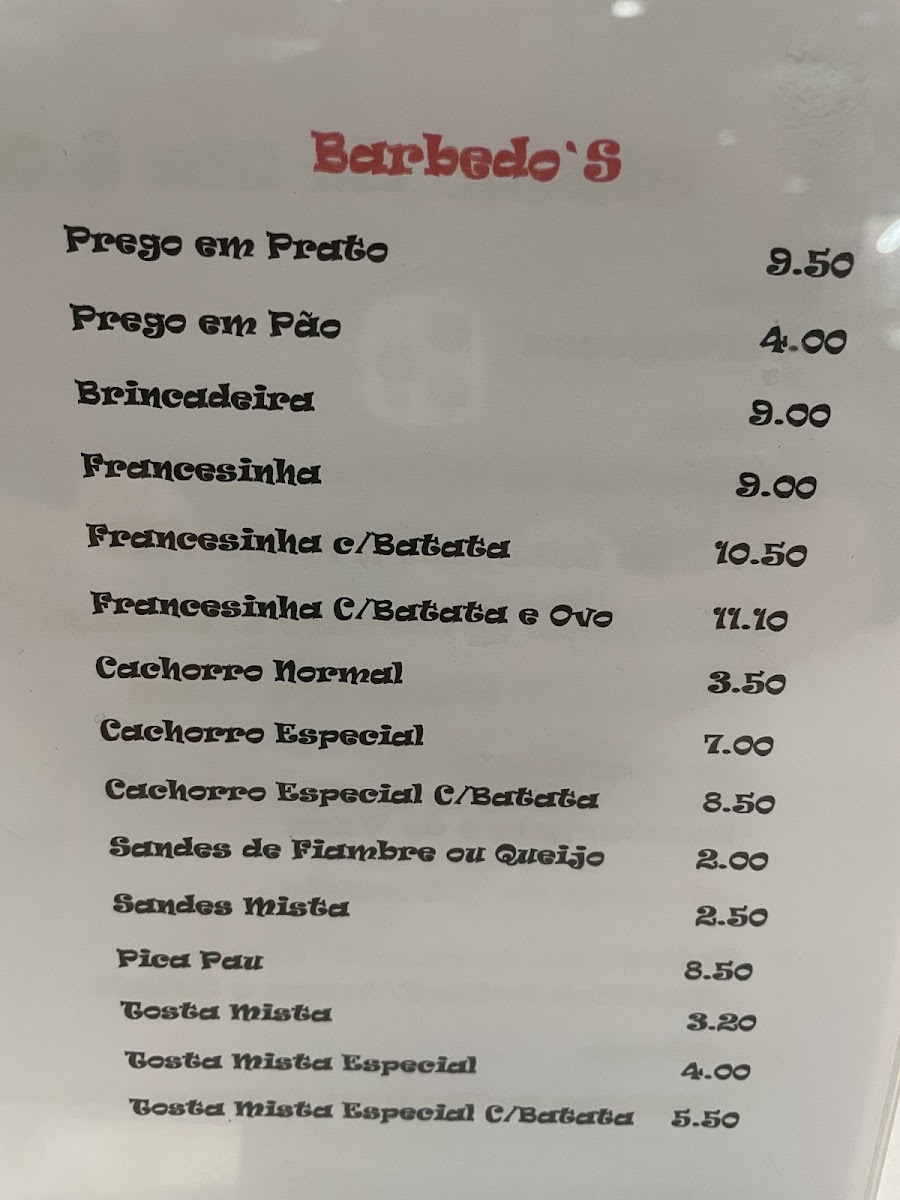 Barbedo`S
Prego em Prato 9.50
Prego em Pão 4.00
Brincadeira 9.00
Francesinha 9.00
Francesinha c/Batata 10.50
Francesinha C/Batata e Ovo 11.10
Cachorro Normal 3.50
Cachorro Especial 7.00
Cachorro Especial C/Batata 8.50
Sandes de Fiambre ou Queijo 2.00
Sandes Mista 2.50
Pica Pau 8.50
Tosta Mista 3.20
Tosta Mista Especial 4.00
Tosta Mista Especial C/Batata 5.50